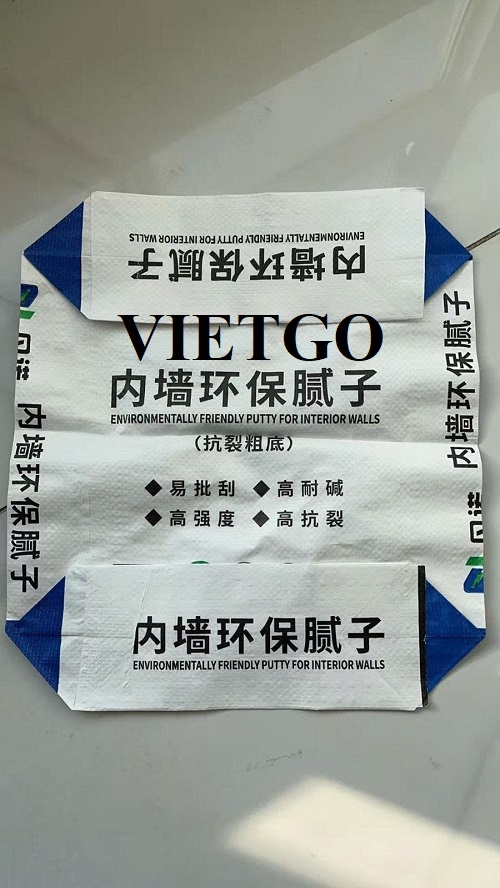 内墙环保腻子
ENVIRONMENTALLY FRIENDLY PUTTY FOR INTERIOR WALLS
VIETGO
内墙环保腻子
ENVIRONMENTALLY FRIENDLY PUTTY FOR INTERIOR WALLS
（抗裂粗底）
◆易批刮 ◆高耐碱
◆高强度 ◆高抗裂
内墙环保腻子
内墙环保腻子
内墙环保腻子
ENVIRONMENTALLY FRIENDLY PUTTY FOR INTERIOR WALLS